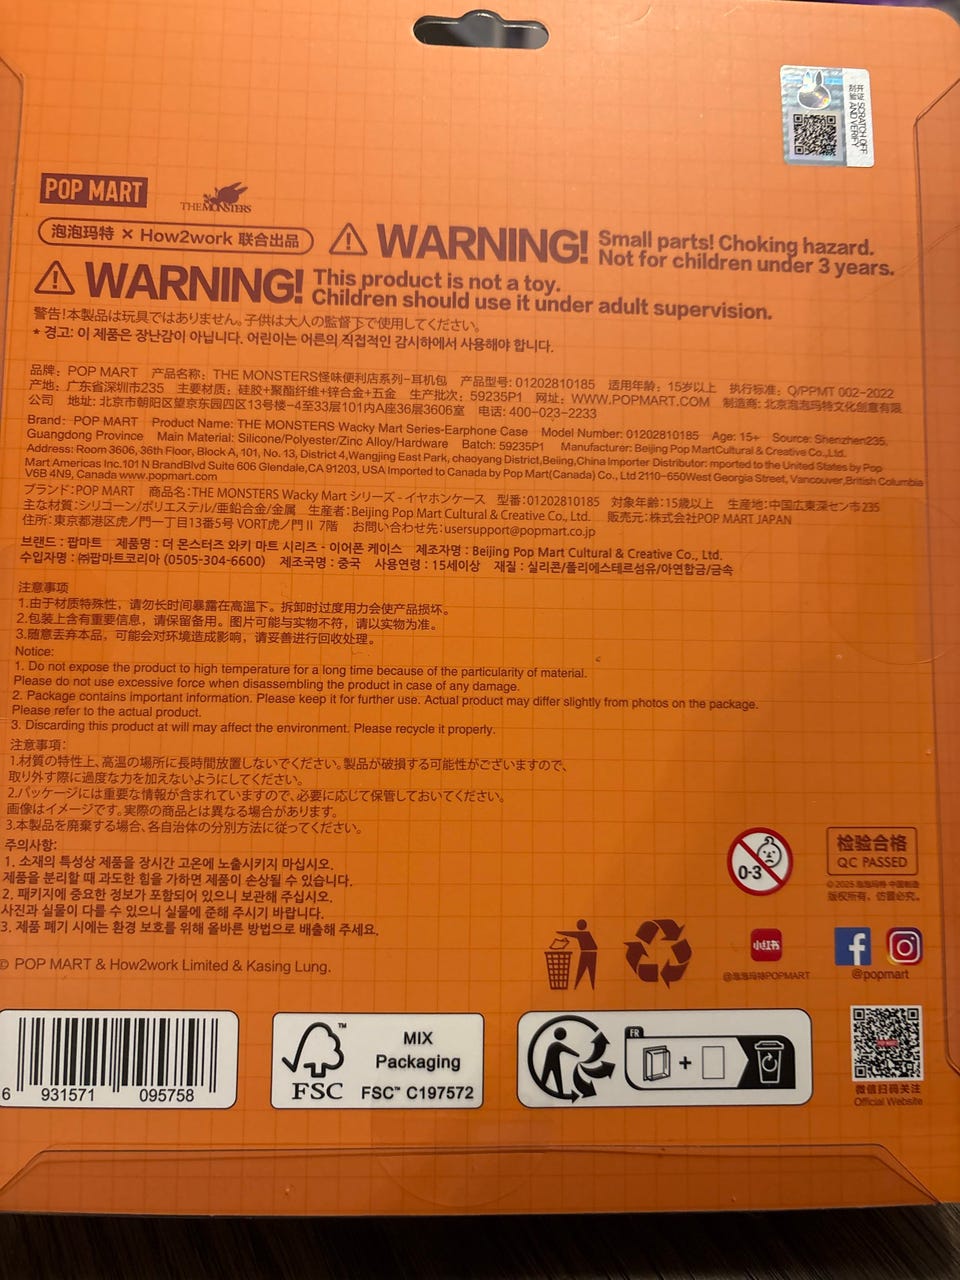 开验 SCRATCH OFF
刮验 AND VERIFY
POP MART
THE MONSTERS
泡泡玛特 × How2work 联合出品
WARNING! Small parts! Choking hazard.
Not for children under 3 years.
WARNING! This product is not a toy.
Children should use it under adult supervision.
警告!本製品は玩具ではありません。子供は大人の監督下で使用してください。
* 경고: 이 제품은 장난감이 아닙니다. 어린이는 어른의 직접적인 감시하에서 사용해야 합니다.
品牌：POP MART 产品名称：THE MONSTERS怪味便利店系列-耳机包 产品型号: 01202810185 适用年龄：15岁以上 执行标准：Q/PPMT 002-2022
产地：广东省深圳市235 主要材质：硅胶+聚酯纤维+锌合金+五金 生产批次：59235P1 网址：WWW.POPMART.COM 制造商: 北京泡泡玛特文化创意有限
公司 地址: 北京市朝阳区望京东园四区13号楼-4至33层101内A座36层3606室 电话: 400-023-2233
Brand: POP MART Product Name: THE MONSTERS Wacky Mart Series-Earphone Case Model Number: 01202810185 Age: 15+ Source: Shenzhen235,
Guangdong Province Main Material: Silicone/Polyester/Zinc Alloy/Hardware Batch: 59235P1 Manufacturer: Beijing Pop MartCultural & Creative Co.,Ltd.
Address: Room 3606, 36th Floor, Block A, 101, No. 13, District 4,Wangjing East Park, chaoyang District,Beiing,China Importer Distributor: mported to the United States by Pop
Mart Americas Inc.101 N BrandBlvd Suite 606 Glendale,CA 91203, USA Imported to Canada by Pop Mart(Canada) Co., Ltd 2110-650West Georgia Street, Vancouver,British Columbia
V6B 4N9, Canada www.popmart.com
ブランド：POP MART 商品名：THE MONSTERS Wacky Mart シリーズ - イヤホンケース 型番：01202810185 対象年齢：15歳以上 生産地：中国広東深セン市235
主な材質：シリコーン/ポリエステル/亜鉛合金/金属 生産者：Beijing Pop Mart Cultural & Creative Co., Ltd. 販売元：株式会社POP MART JAPAN
住所：東京都港区虎ノ門一丁目13番5号 VORT虎ノ門 II 7階 お問い合わせ先：usersupport@popmart.co.jp
브랜드 : 팝마트 제품명 : 더 몬스터즈 와키 마트 시리즈 - 이어폰 케이스 제조자명 : Beijing Pop Mart Cultural & Creative Co., Ltd.
수입자명 : ㈜팝마트코리아 (0505-304-6600) 제조국명 : 중국 사용연령 : 15세이상 재질 : 실리콘/폴리에스테르섬유/아연합금/금속
注意事项
1.由于材质特殊性，请勿长时间暴露在高温下。拆卸时过度用力会使产品损坏。
2.包装上含有重要信息，请保留备用。图片可能与实物不符，请以实物为准。
3.随意丢弃本品，可能会对环境造成影响，请妥善进行回收处理。
Notice:
1. Do not expose the product to high temperature for a long time because of the particularity of material.
Please do not use excessive force when disassembling the product in case of any damage.
2. Package contains important information. Please keep it for further use. Actual product may differ slightly from photos on the package.
Please refer to the actual product.
3. Discarding this product at will may affect the environment. Please recycle it properly.
注意事項：
1.材質の特性上、高温の場所に長時間放置しないでください。製品が破損する可能性がございますので、
取り外す際に過度な力を加えないようにしてください。
2.パッケージには重要な情報が含まれていますので、必要に応じて保管しておいてください。
画像はイメージです。実際の商品とは異なる場合があります。
3.本製品を廃棄する場合、各自治体の分別方法に従ってください。
주의사항:
1. 소재의 특성상 제품을 장시간 고온에 노출시키지 마십시오.
제품을 분리할 때 과도한 힘을 가하면 제품이 손상될 수 있습니다.
2. 패키지에 중요한 정보가 포함되어 있으니 보관해 주십시오.
사진과 실물이 다를 수 있으니 실물에 준해 주시기 바랍니다.
3. 제품 폐기 시에는 환경 보호를 위해 올바른 방법으로 배출해 주세요.
0-3
检验合格
QC PASSED
© 2025 泡泡玛特 中国制造
版权所有，仿冒必究。
© POP MART & How2work Limited & Kasing Lung.
小红书
@泡泡玛特POPMART
@popmart
6 931571 095758
FSC
MIX
Packaging
FSC™ C197572
FR
+
微信扫码关注
Official Website